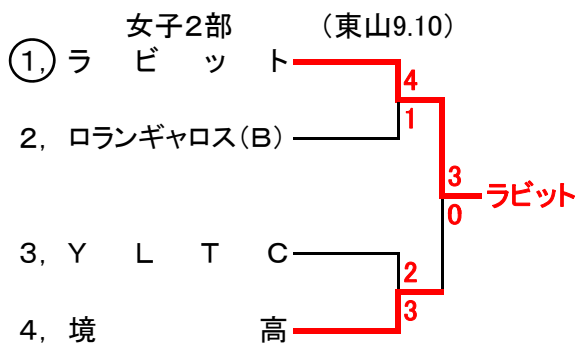 女子2部 (東山9.10)
①, ラビット
4
1
2, ロランギャロス(B)
3
ラビット
0
3, YLTC
2
3
4, 境高